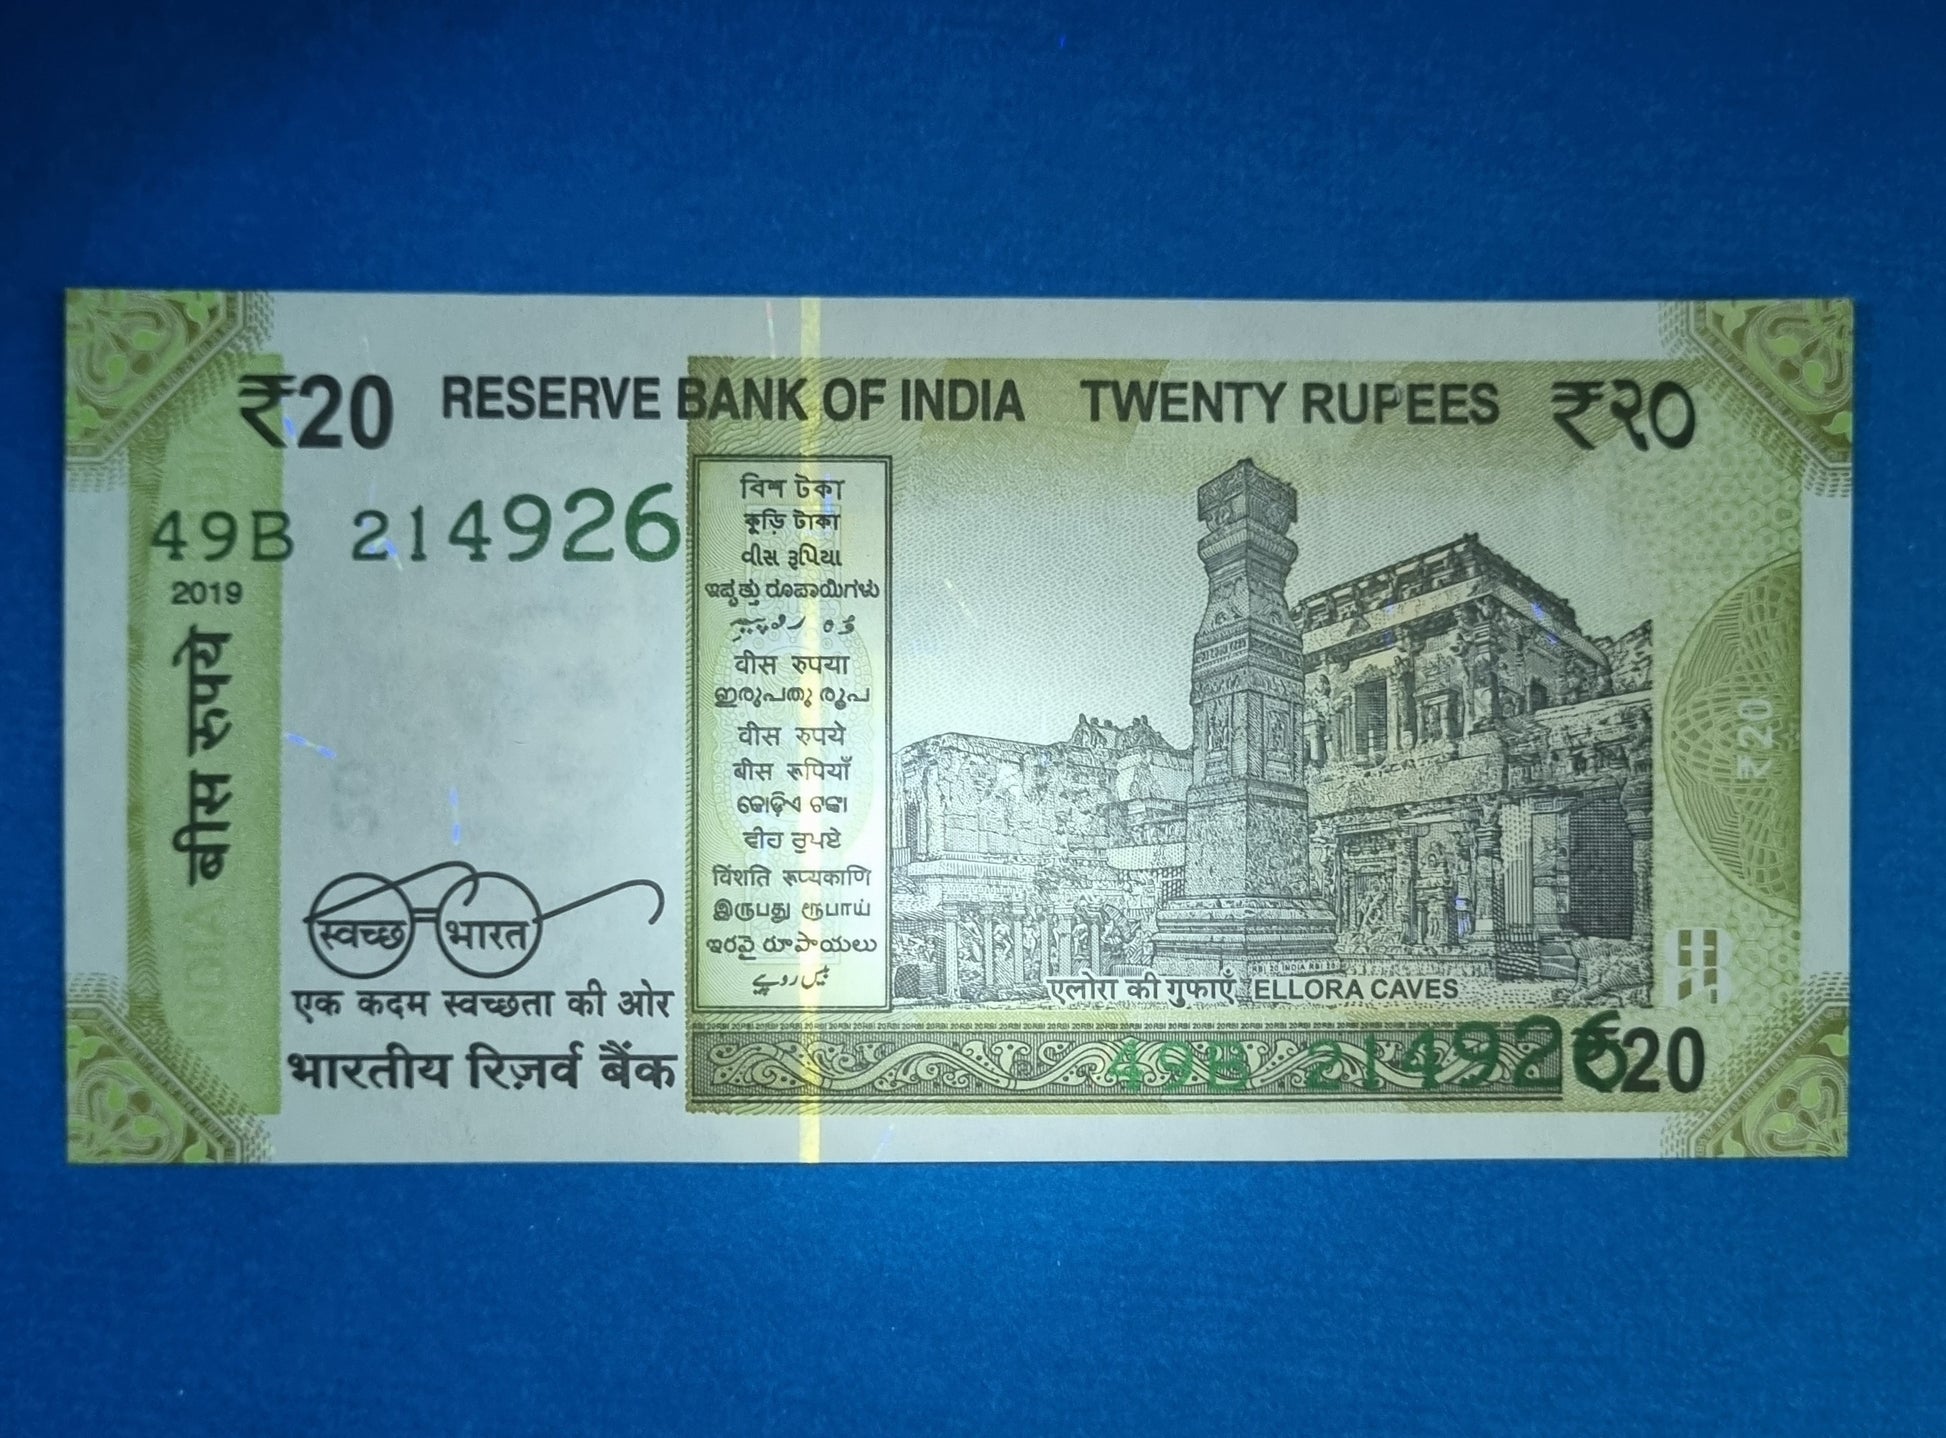 ₹20 RESERVE BANK OF INDIA TWENTY RUPEES ₹२०
49B 214926
2019
बीस रुपये
বিশ টকা
কুড়ি টাকা
વીસ રૂપિયા
ಇಪ್ಪತ್ತು ರೂಪಾಯಿಗಳು
वीस रुपया
ഇരുപതു രൂപ
वीस रुपये
बीस रूपियाँ
କୋଡ଼ିଏ ଟଙ୍କା
ਵੀਹ ਰੁਪਏ
विंशति रूप्यकाणि
இருபது ரூபாய்
ఇరవై రూపాయలు
بیس روپے
₹20
स्वच्छ भारत
एक कदम स्वच्छता की ओर
भारतीय रिज़र्व बैंक
एलोरा की गुफाएँ ELLORA CAVES
49B 214926
₹20